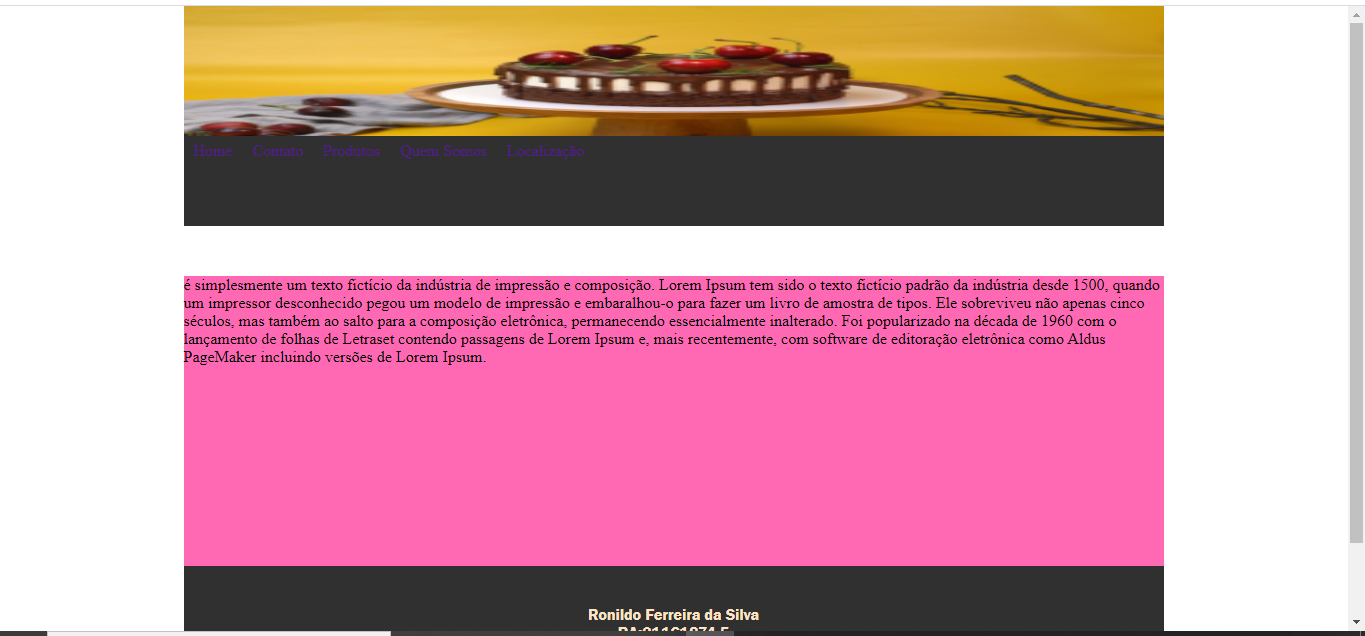 Home Contato Produtos Quem Somos Localização
é simplesmente um texto fictício da indústria de impressão e composição. Lorem Ipsum tem sido o texto fictício padrão da indústria desde 1500, quando
um impressor desconhecido pegou um modelo de impressão e embaralhou-o para fazer um livro de amostra de tipos. Ele sobreviveu não apenas cinco
séculos, mas também ao salto para a composição eletrônica, permanecendo essencialmente inalterado. Foi popularizado na década de 1960 com o
lançamento de folhas de Letraset contendo passagens de Lorem Ipsum e, mais recentemente, com software de editoração eletrônica como Aldus
PageMaker incluindo versões de Lorem Ipsum.
Ronildo Ferreira da Silva